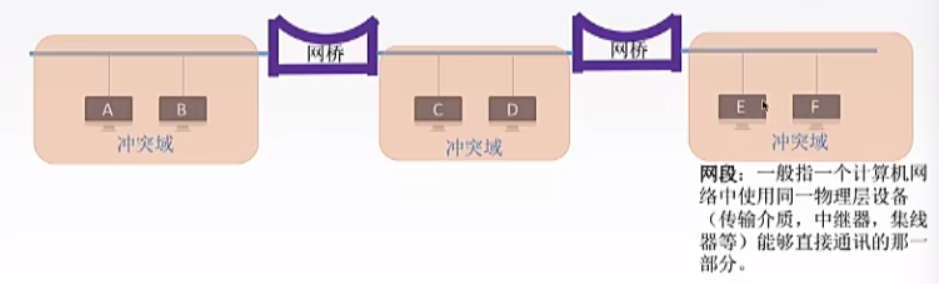 网桥
网桥
A
B
C
D
E
F
冲突域
冲突域
冲突域
网段：一般指一个计算机网
络中使用同一物理层设备
（传输介质，中继器，集线
器等）能够直接通讯的那一
部分。